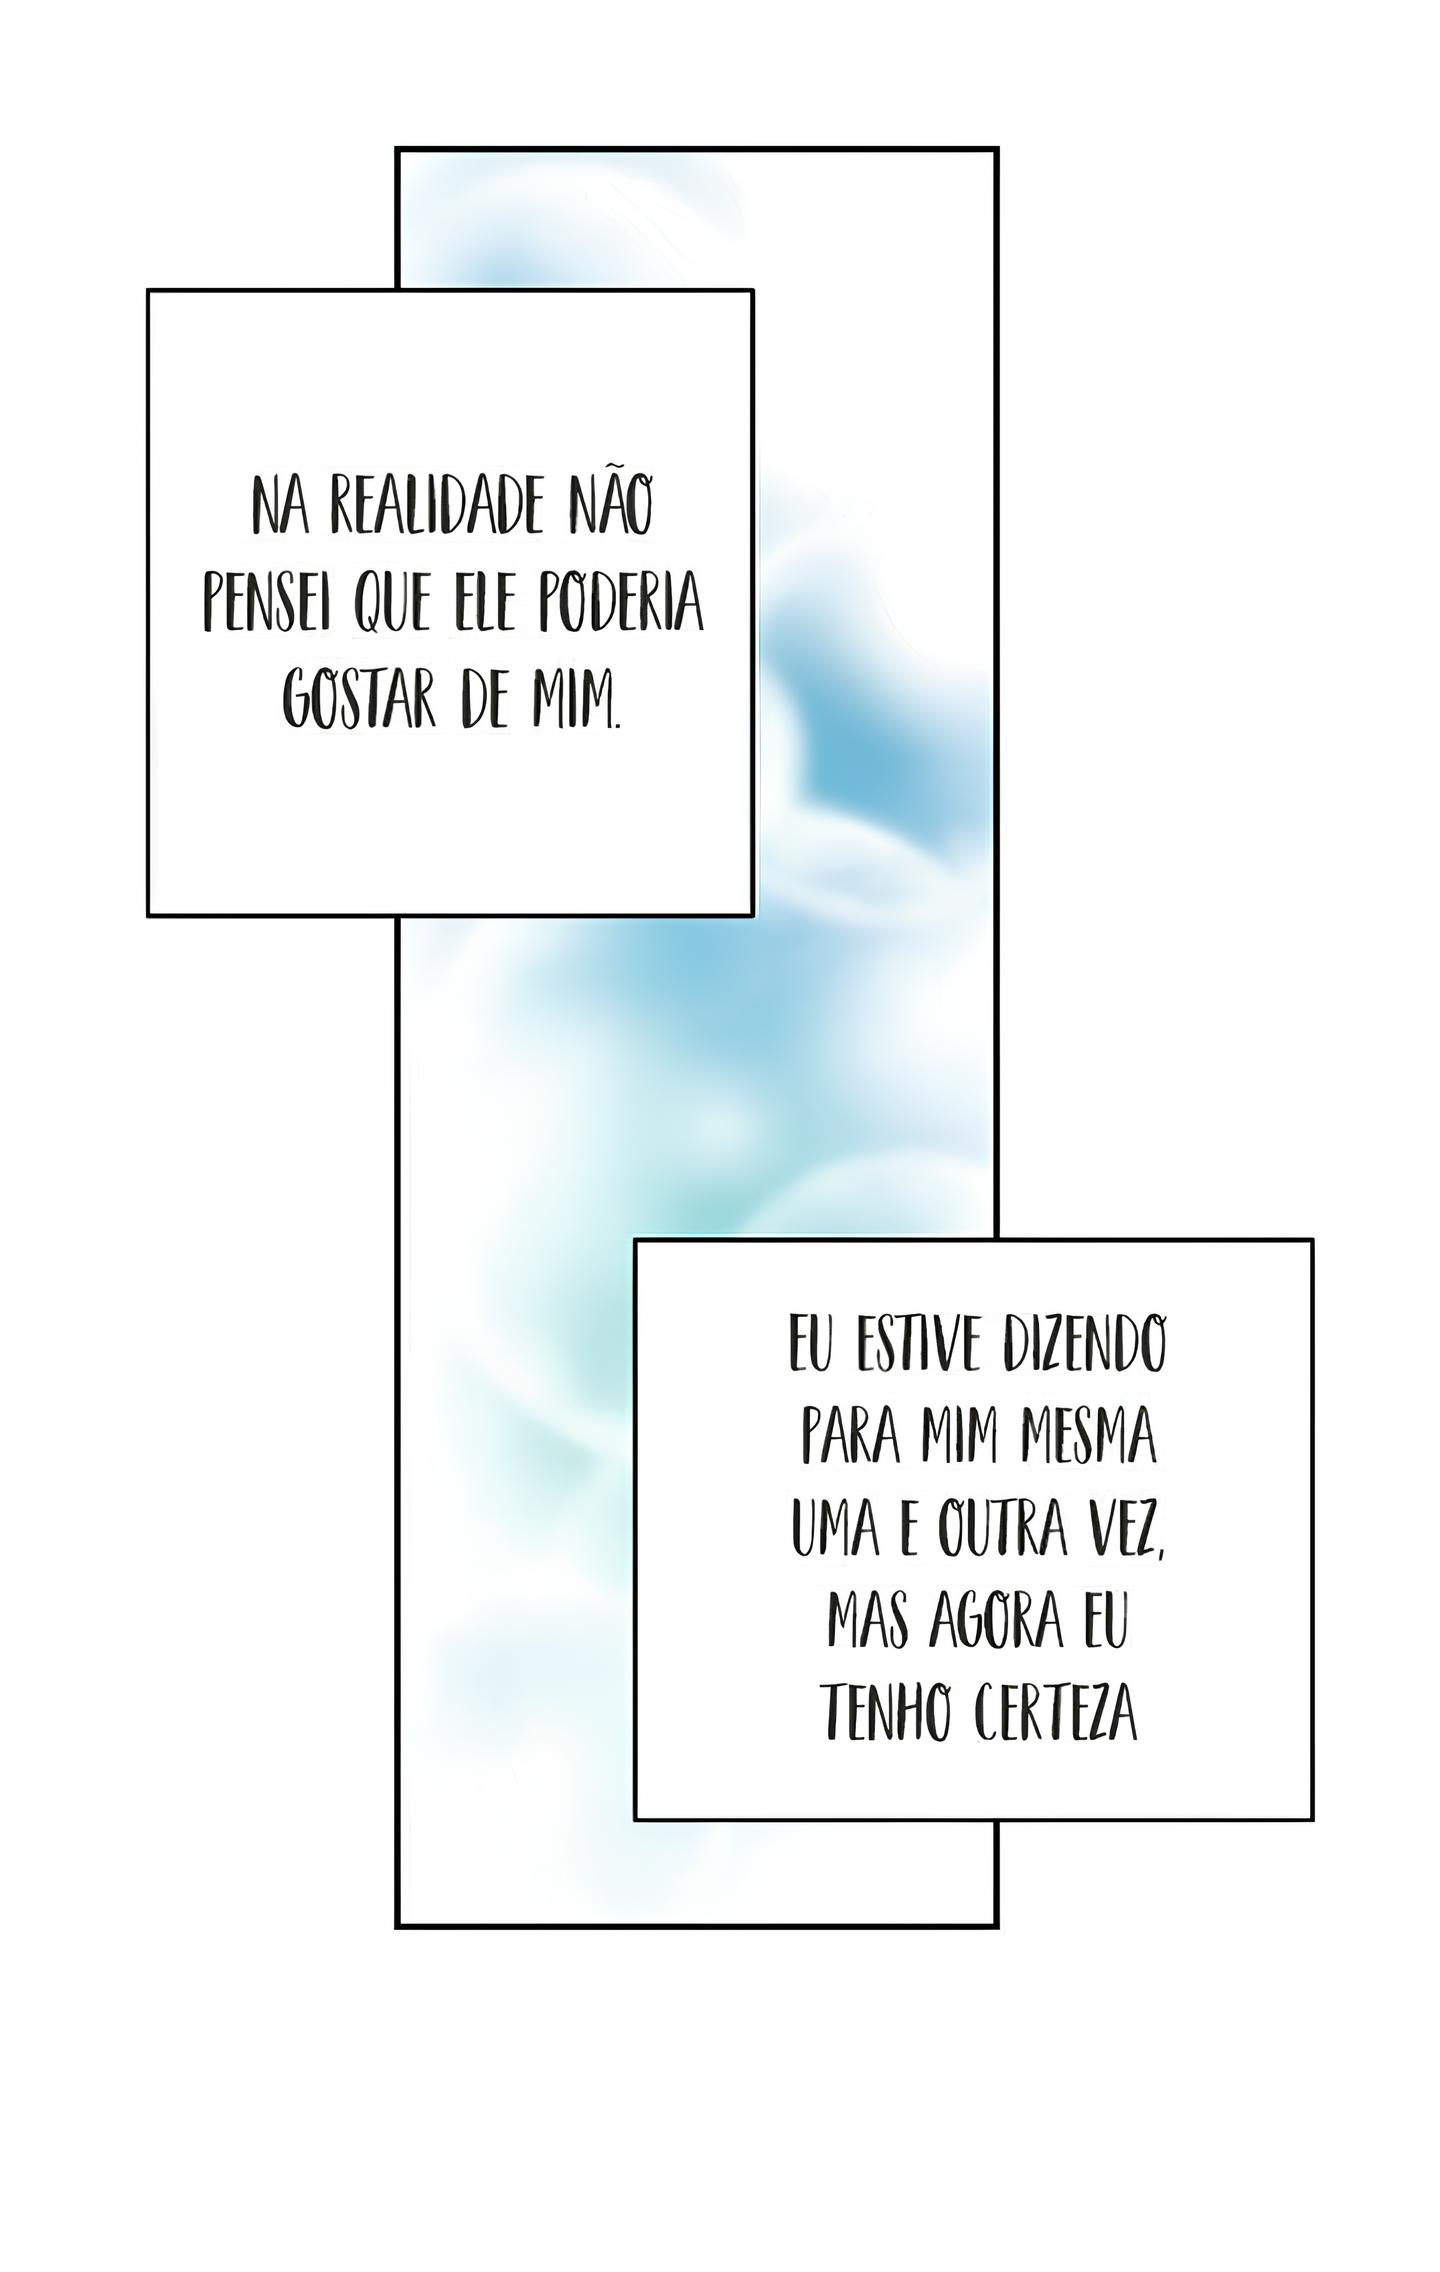 NA REALIDADE NÃO
PENSEI QUE ELE PODERIA
GOSTAR DE MIM.
EU ESTIVE DIZENDO
PARA MIM MESMA
UMA E OUTRA VEZ,
MAS AGORA EU
TENHO CERTEZA